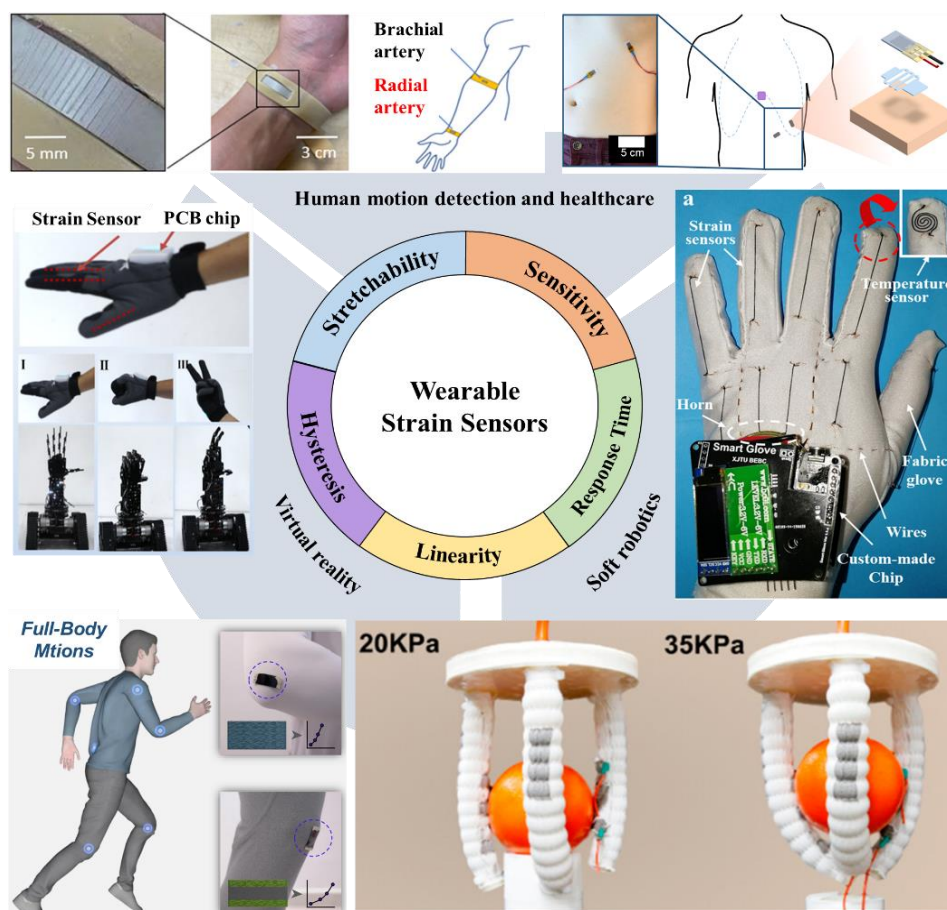 Brachial
artery
Radial
artery
5 mm
3 cm
5 cm
Human motion detection and healthcare
Strain Sensor
PCB chip
I
II
III
a
Strain
sensors
Temperature
sensor
Horn
Smart Glove
XJTU BEBC
Fabric
glove
Wires
Custom-made
Chip
Stretchability
Sensitivity
Hysteresis
Response Time
Linearity
Wearable
Strain Sensors
Virtual reality
Soft robotics
Full-Body
Mtions
20KPa
35KPa